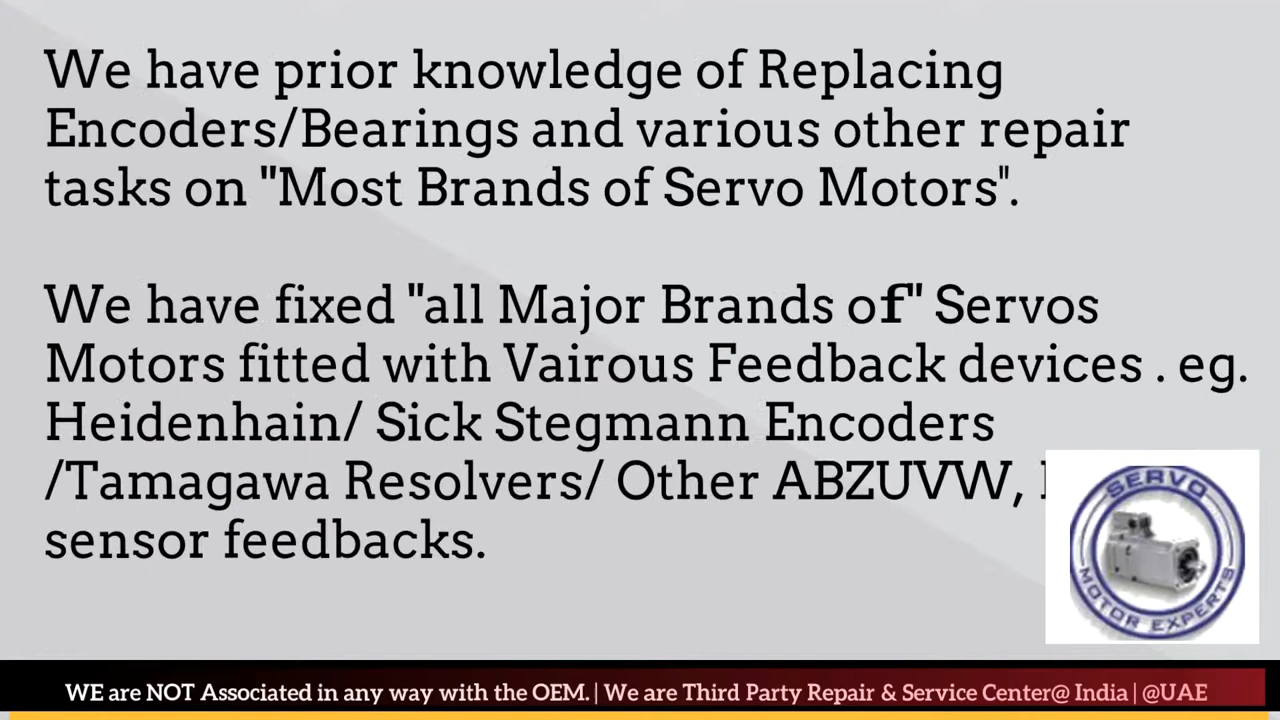 We have prior knowledge of Replacing
Encoders/Bearings and various other repair
tasks on "Most Brands of Servo Motors".
We have fixed "all Major Brands of" Servos
Motors fitted with Vairous Feedback devices . eg.
Heidenhain/ Sick Stegmann Encoders
/Tamagawa Resolvers/ Other ABZUVW,
sensor feedbacks.
SERVO
MOTOR EXPERTS
WE are NOT Associated in any way with the OEM. | We are Third Party Repair & Service Center@ India | @UAE